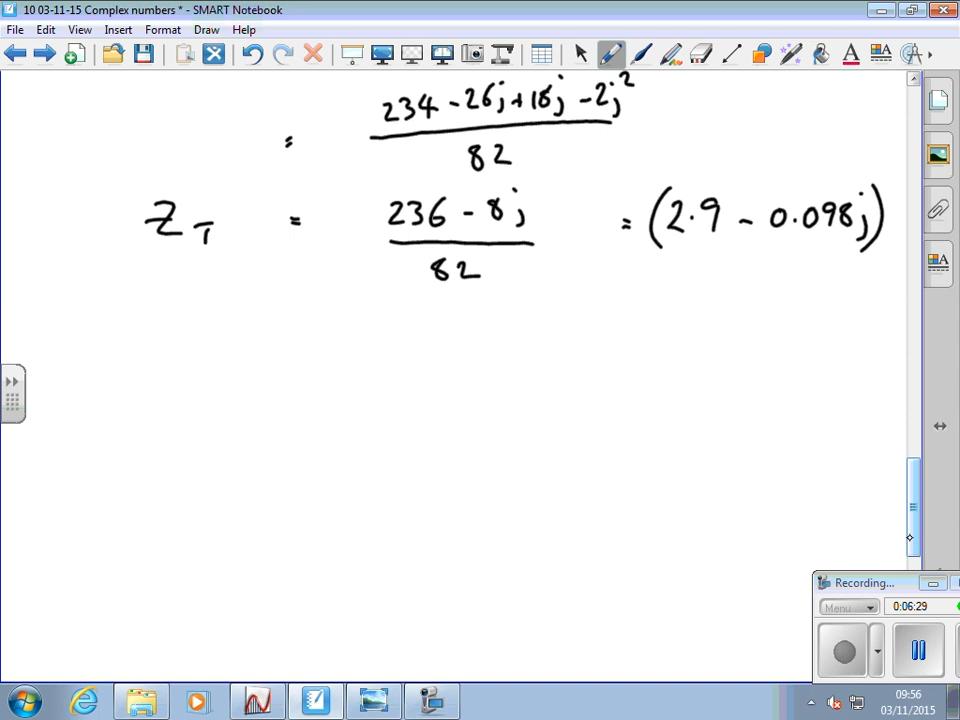 10 03-11-15 Complex numbers * - SMART Notebook
File Edit View Insert Format Draw Help
234 - 26j + 18j - 2j²
=
82
Z_T = 236 - 8j = (2.9 - 0.098j)
82
Recording...
Menu
0:06:29
09:56
03/11/2015